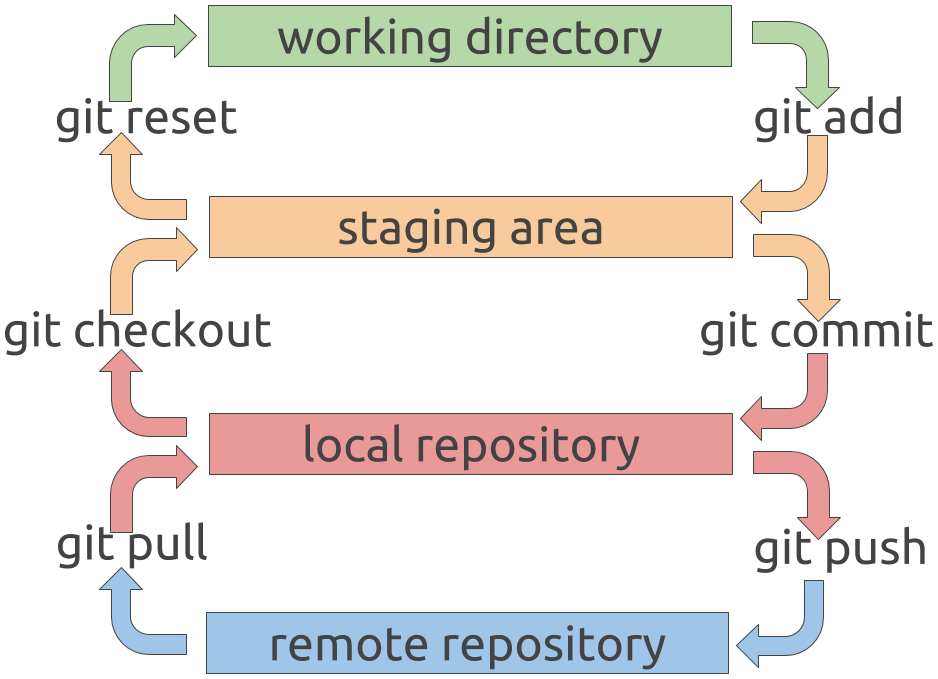 working directory
git reset
git add
staging area
git checkout
git commit
local repository
git pull
git push
remote repository